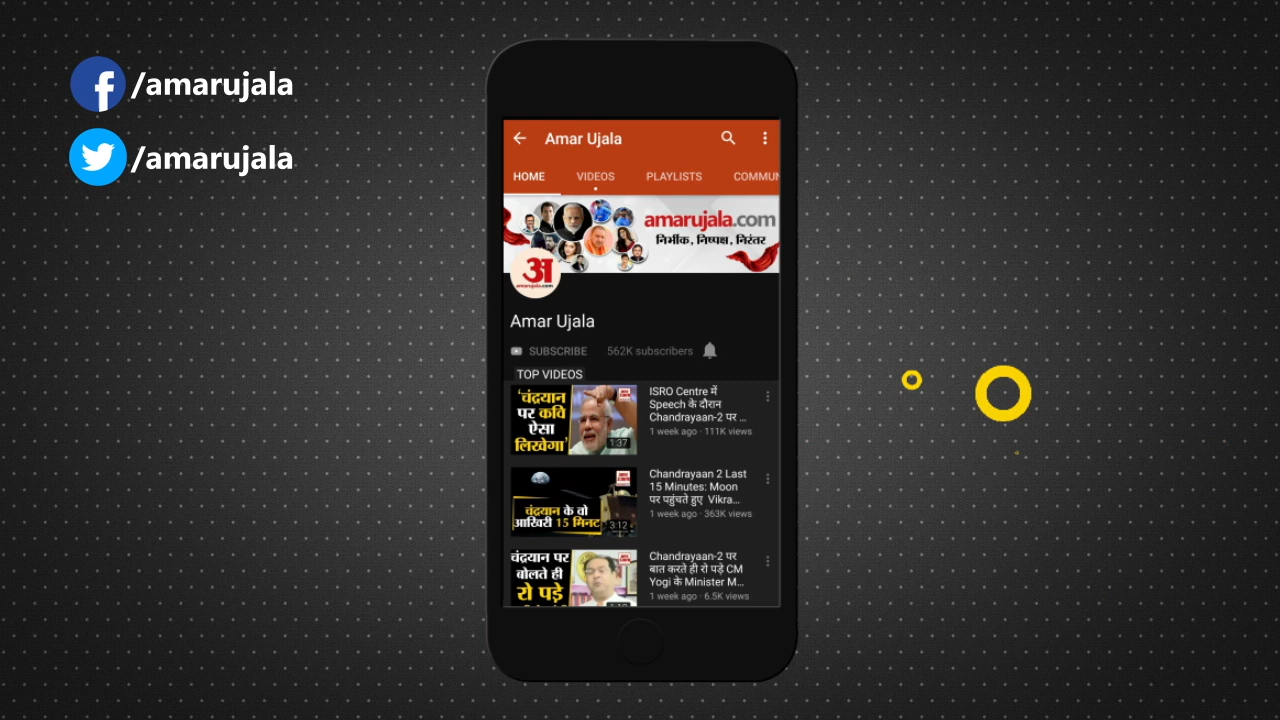 /amarujala
/amarujala
Amar Ujala
HOME VIDEOS PLAYLISTS COMMUN
amarujala.com
निर्भीक, निष्पक्ष, निरंतर
अ
amarujala.com
Amar Ujala
SUBSCRIBE 562K subscribers
TOP VIDEOS
'चंद्रयान
पर कवि
ऐसा
लिखेगा'
1:37
ISRO Centre में
Speech के दौरान
Chandrayaan-2 पर ...
1 week ago · 111K views
चंद्रयान के वो
आखिरी 15 मिनट
3:12
Chandrayaan 2 Last
15 Minutes: Moon
पर पहुंचते हुए Vikra...
1 week ago · 363K views
चंद्रयान पर
बोलते ही
रो पड़े
Chandrayaan-2 पर
बात करते ही रो पड़े CM
Yogi के Minister M...
1 week ago · 6.5K views